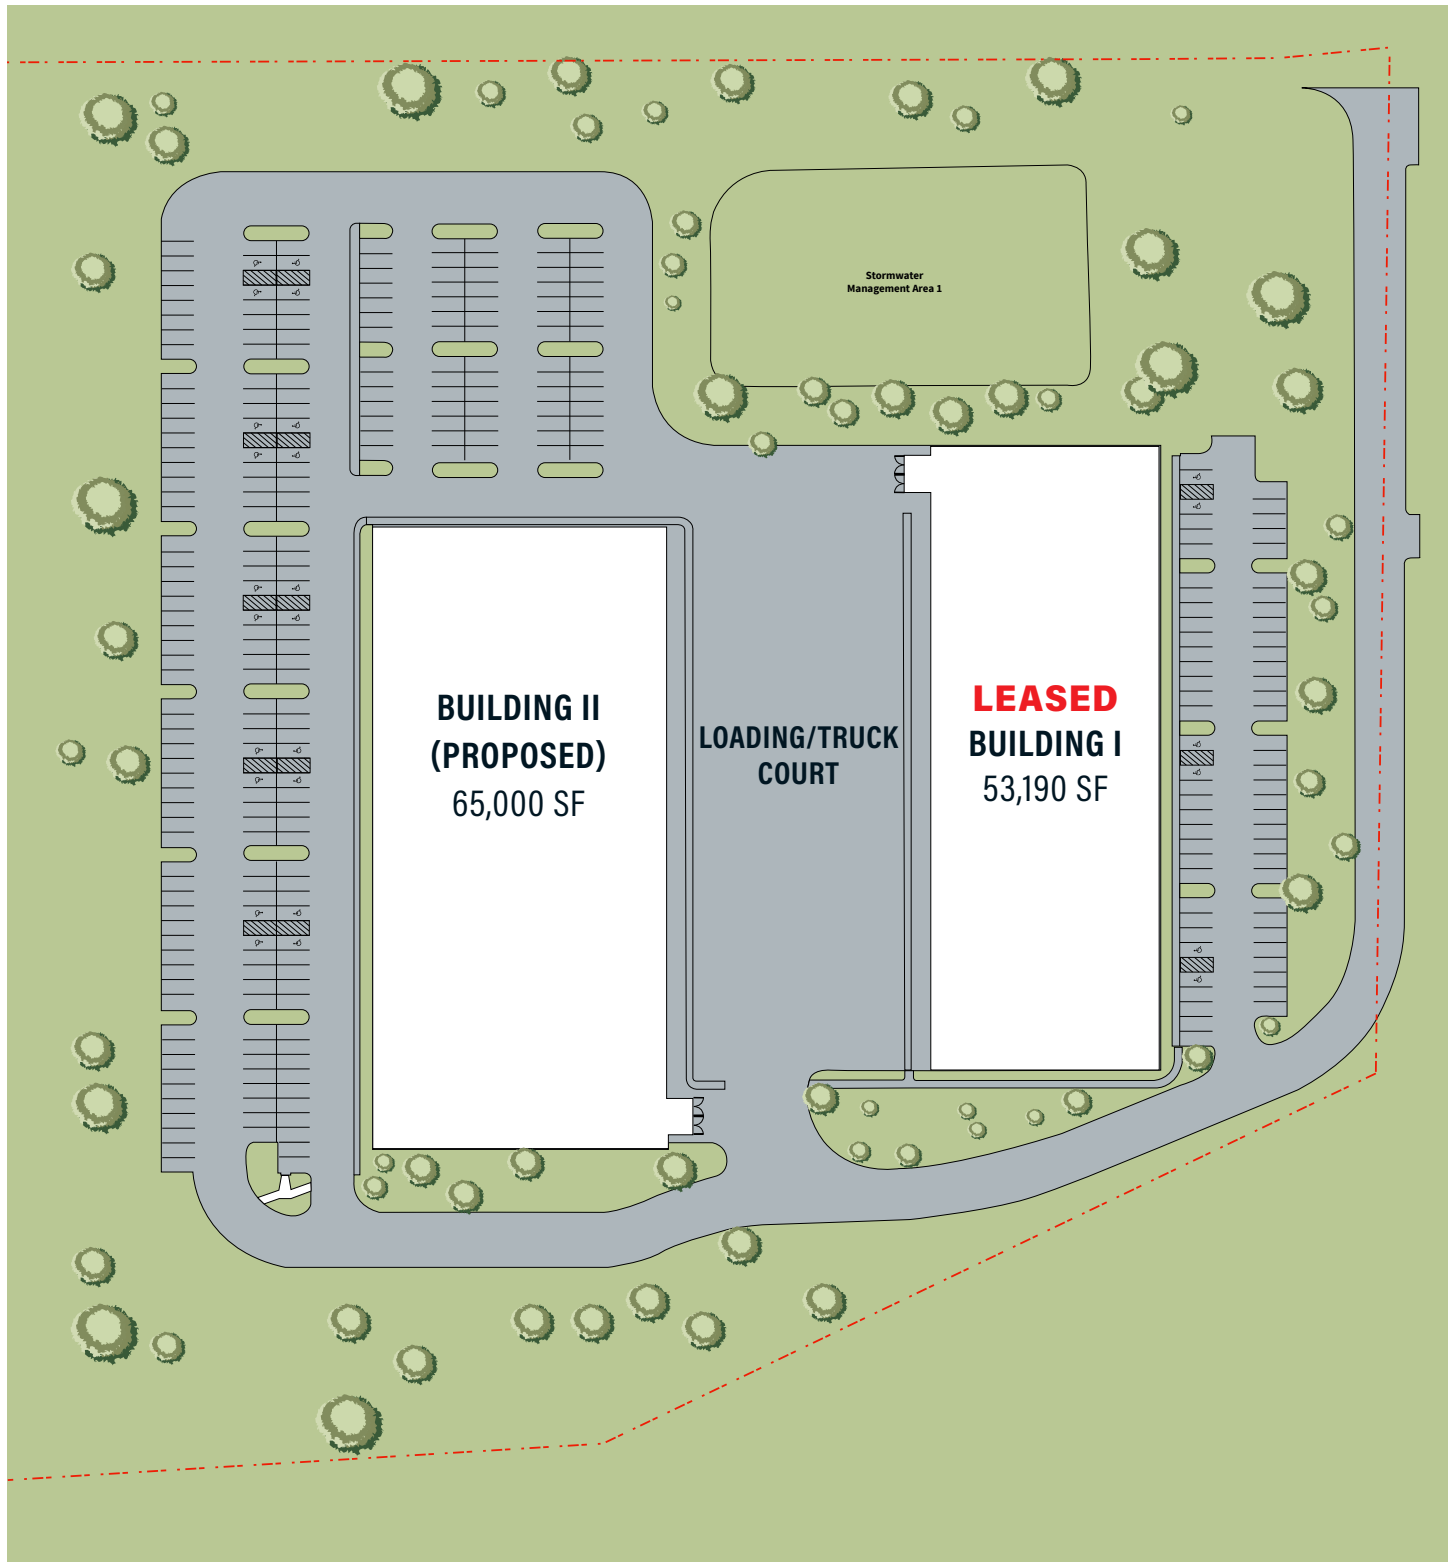 Stormwater
Management Area 1
BUILDING II
(PROPOSED)
65,000 SF
LOADING/TRUCK
COURT
LEASED
BUILDING I
53,190 SF